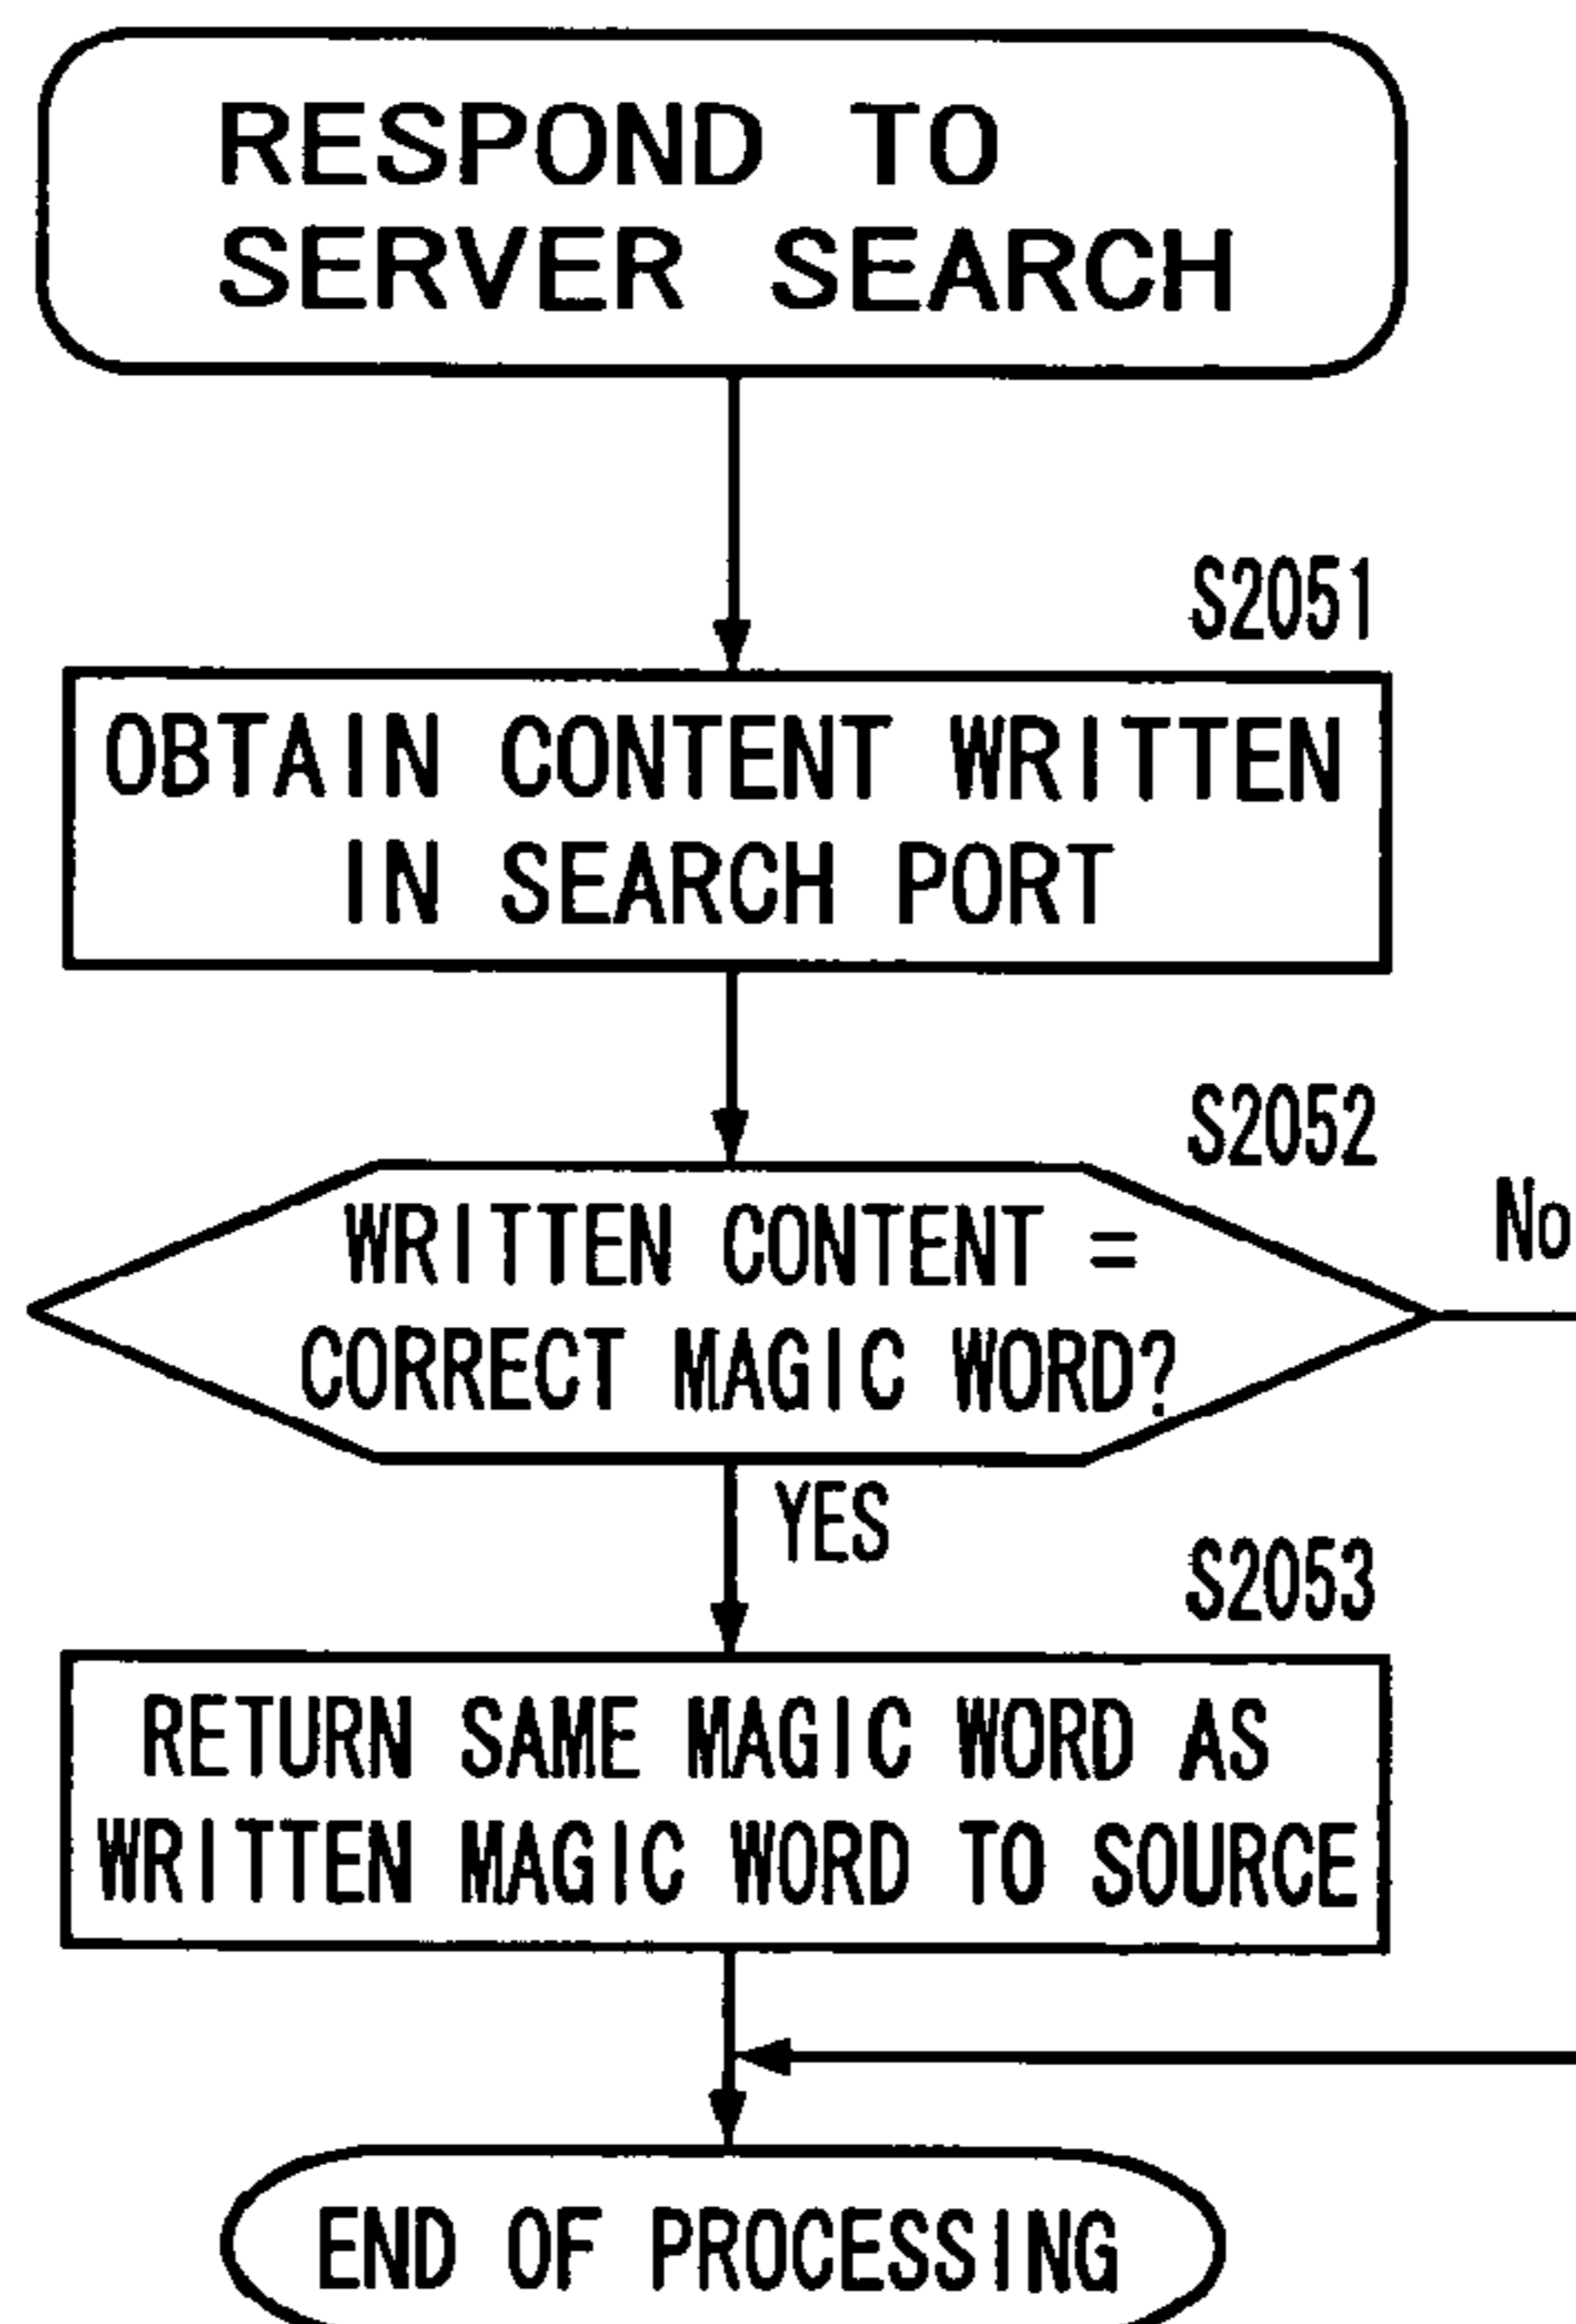 RESPOND TO
SERVER SEARCH
S2051
OBTAIN CONTENT WRITTEN
IN SEARCH PORT
S2052
No
WRITTEN CONTENT =
CORRECT MAGIC WORD?
YES
S2053
RETURN SAME MAGIC WORD AS
WRITTEN MAGIC WORD TO SOURCE
END OF PROCESSING